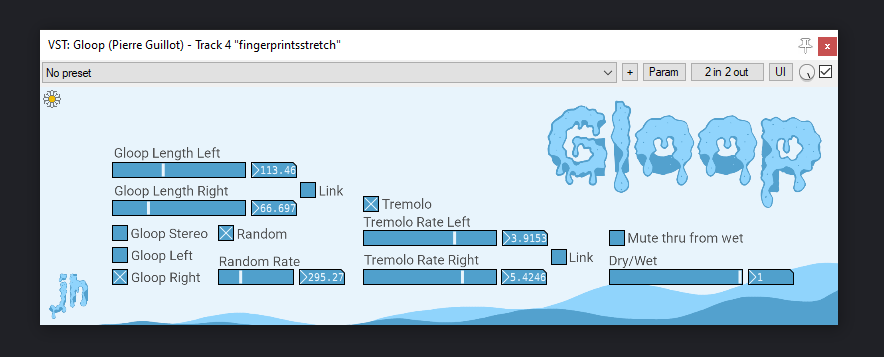 VST: Gloop (Pierre Guillot) - Track 4 "fingerprintsstretch"
x
No preset
+
Param
2 in 2 out
UI
Gloop
Gloop Length Left
113.46
Gloop Length Right
66.697
Link
Gloop Stereo
Random
Gloop Left
Gloop Right
Random Rate
295.27
Tremolo
Tremolo Rate Left
3.9153
Tremolo Rate Right
5.4246
Link
Mute thru from wet
Dry/Wet
1
jh